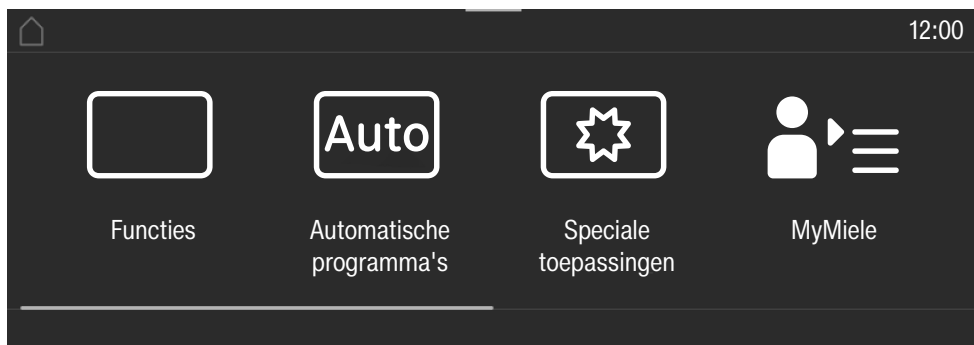 12:00
Auto
Functies
Automatische
programma's
Speciale
toepassingen
MyMiele